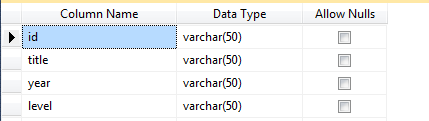 Column Name Data Type Allow Nulls
id varchar(50)
title varchar(50)
year varchar(50)
level varchar(50)